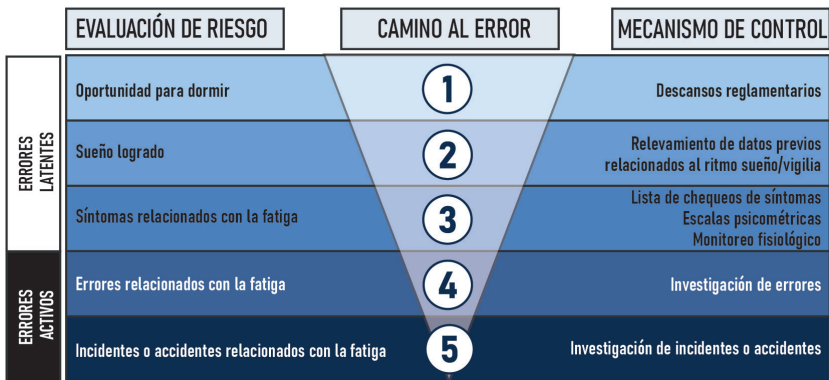 EVALUACIÓN DE RIESGO
CAMINO AL ERROR
MECANISMO DE CONTROL
ERRORES
LATENTES
Oportunidad para dormir
1
Descansos reglamentarios
Sueño logrado
2
Relevamiento de datos previos
relacionados al ritmo sueño/vigilia
Síntomas relacionados con la fatiga
3
Lista de chequeos de síntomas
Escalas psicométricas
Monitoreo fisiológico
ERRORES
ACTIVOS
Errores relacionados con la fatiga
4
Investigación de errores
Incidentes o accidentes relacionados con la fatiga
5
Investigación de incidentes o accidentes